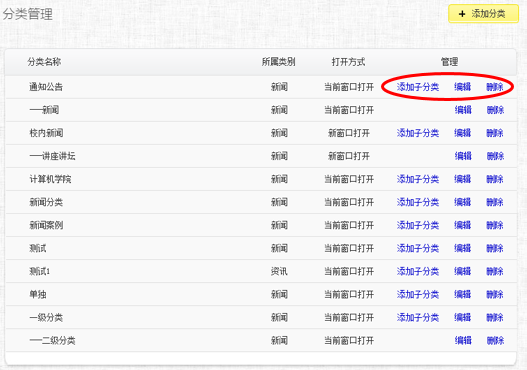 分类管理
+ 添加分类
分类名称 所属类别 打开方式 管理
通知公告 新闻 当前窗口打开 添加子分类 编辑 删除
──新闻 新闻 当前窗口打开 编辑 删除
校内新闻 新闻 新窗口打开 添加子分类 编辑 删除
──讲座讲坛 新闻 新窗口打开 编辑 删除
计算机学院 新闻 当前窗口打开 添加子分类 编辑 删除
新闻分类 新闻 当前窗口打开 添加子分类 编辑 删除
新闻案例 新闻 当前窗口打开 添加子分类 编辑 删除
测试 新闻 当前窗口打开 添加子分类 编辑 删除
测试1 资讯 当前窗口打开 添加子分类 编辑 删除
单独 新闻 当前窗口打开 添加子分类 编辑 删除
一级分类 新闻 当前窗口打开 添加子分类 编辑 删除
──二级分类 新闻 当前窗口打开 编辑 删除